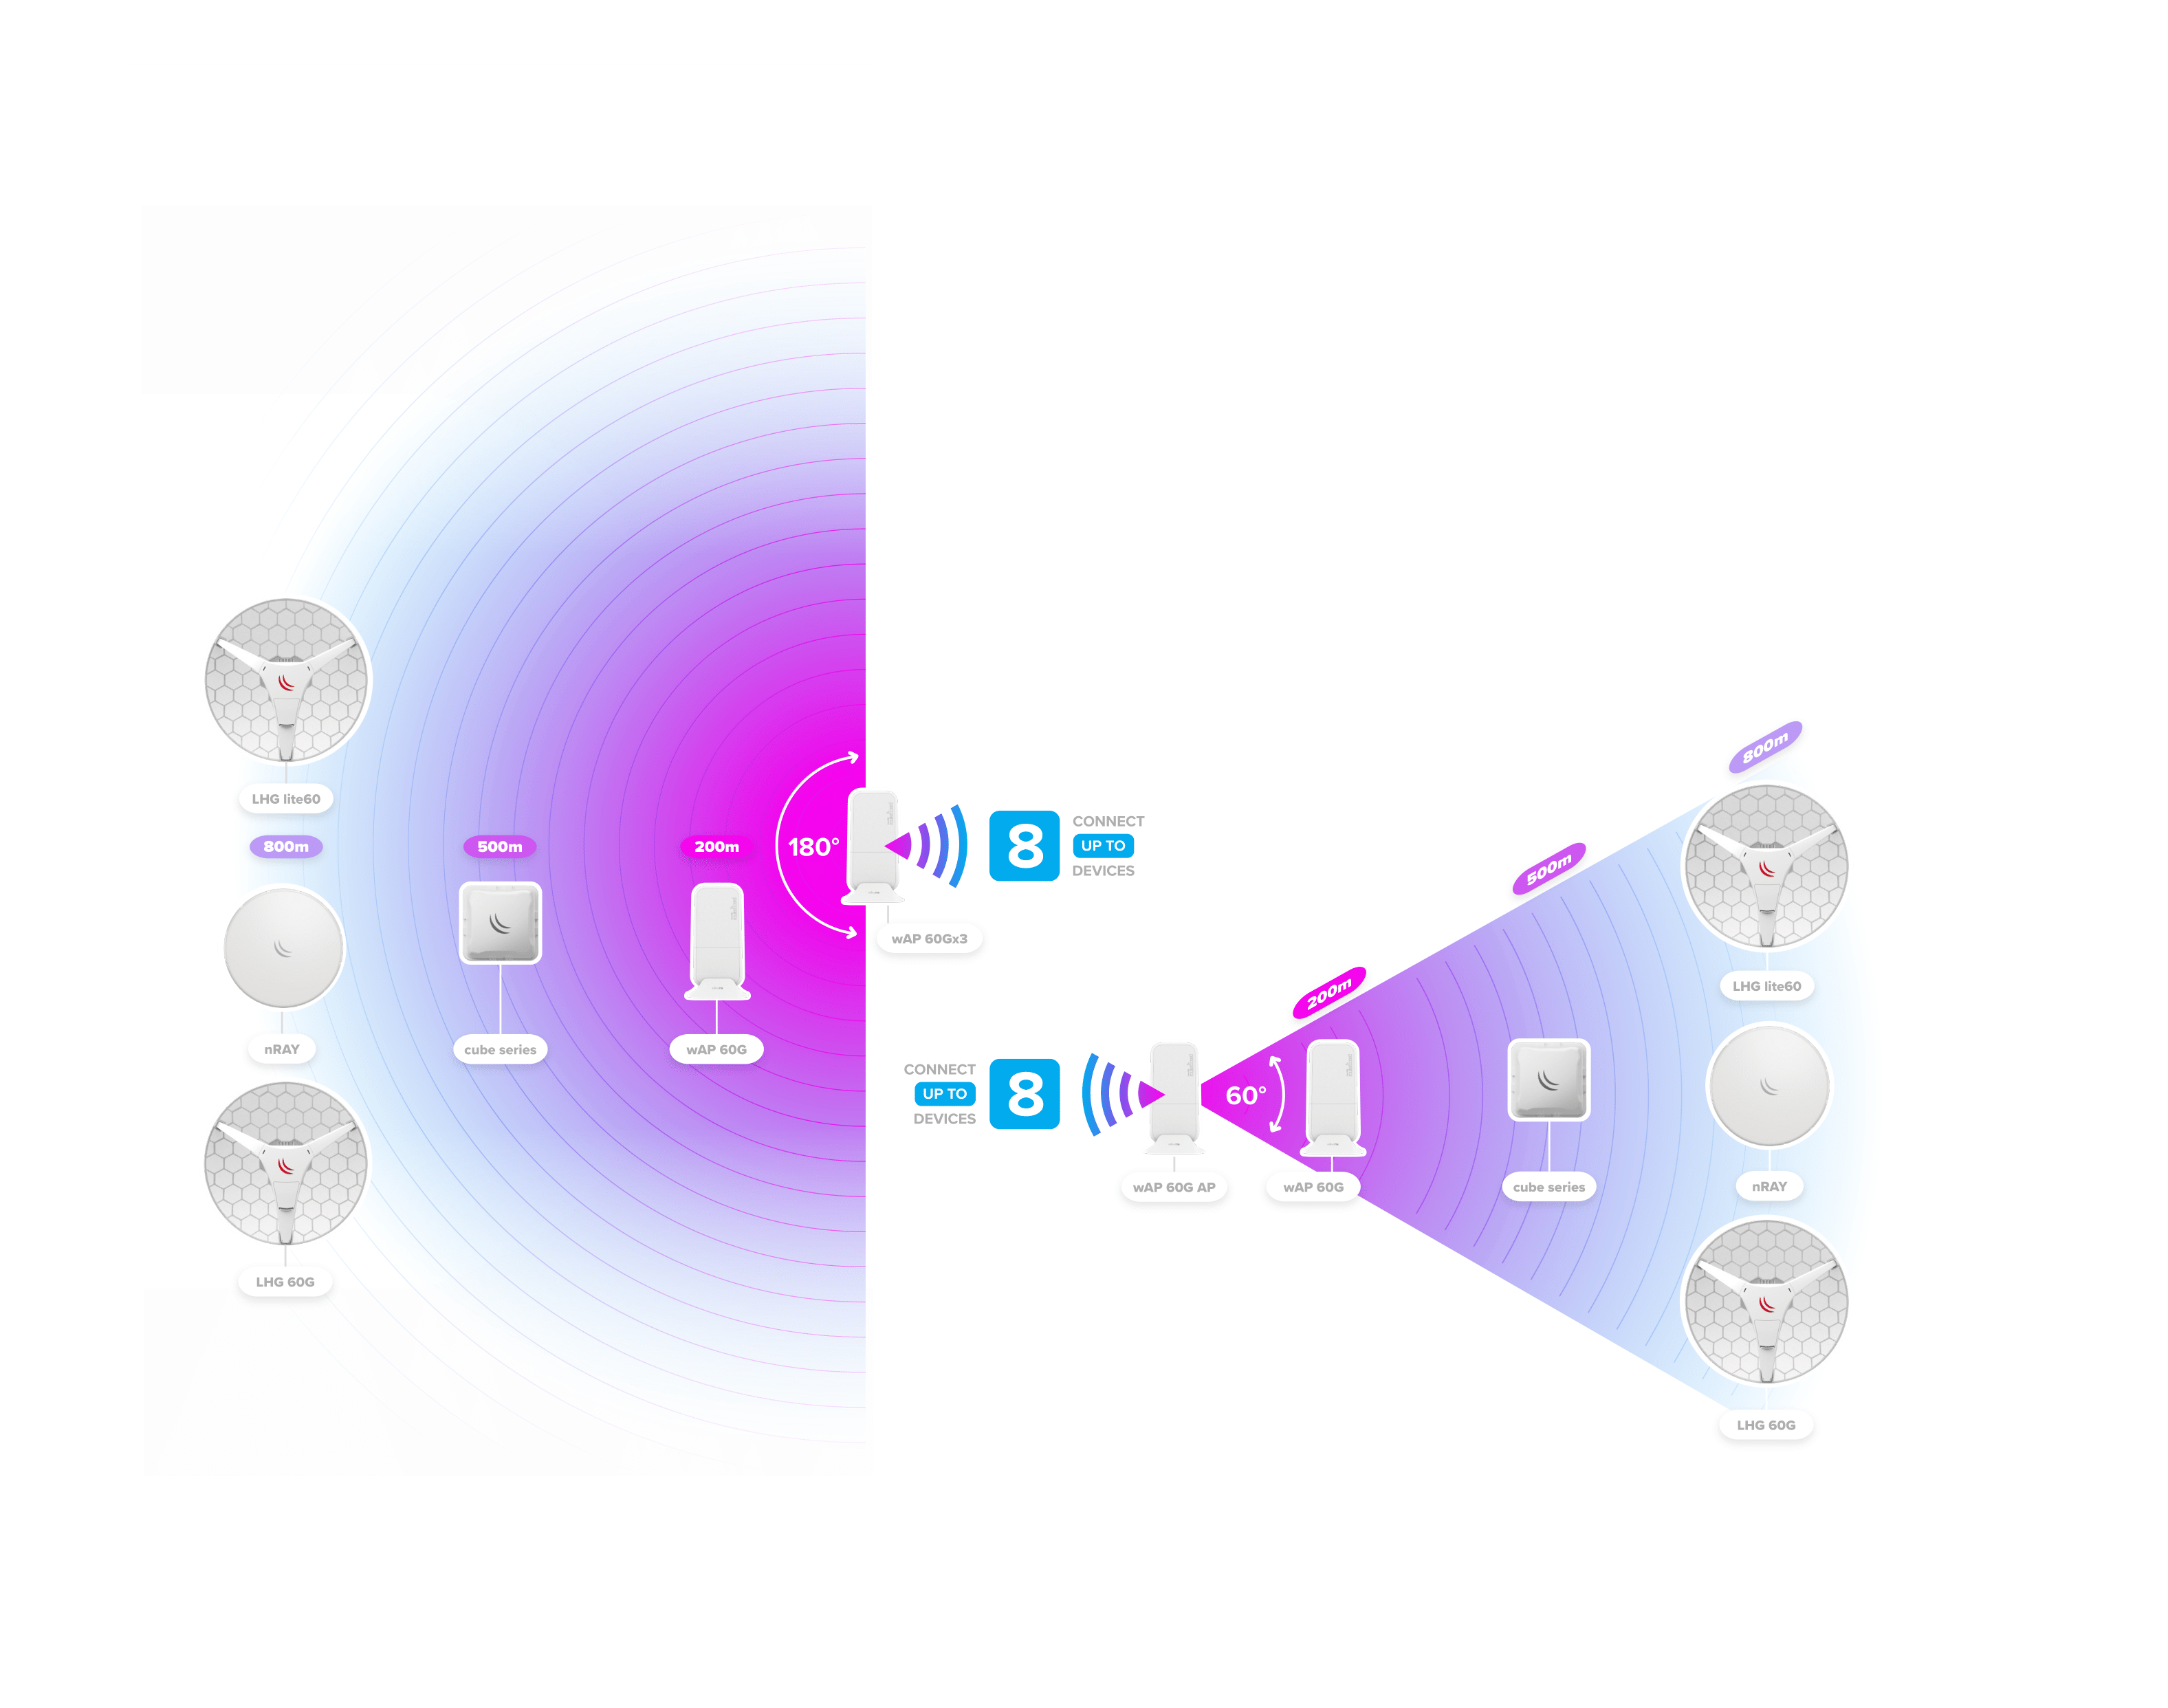 LHG lite60
800m
500m
200m
180°
nRAY
cube series
wAP 60G
LHG 60G
wAP 60Gx3
8
CONNECT
UP TO
DEVICES
CONNECT
UP TO
DEVICES
8
60°
wAP 60G AP
200m
wAP 60G
500m
cube series
800m
LHG lite60
nRAY
LHG 60G